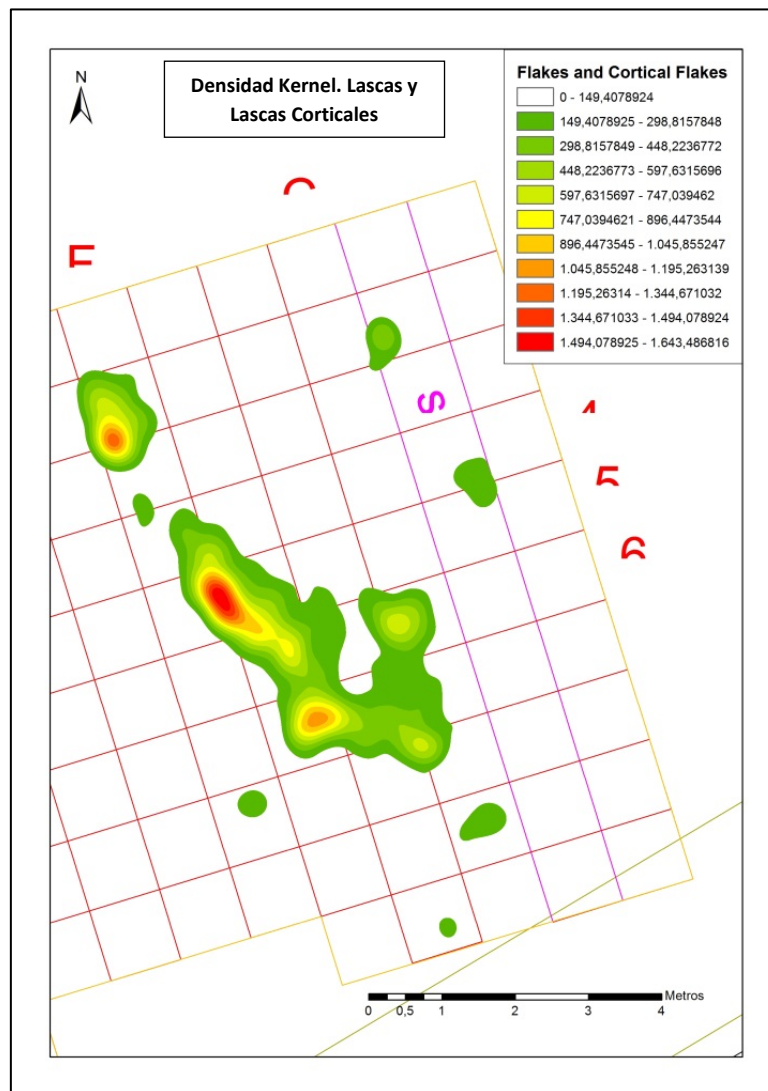 N
Densidad Kernel. Lascas y
Lascas Corticales
Flakes and Cortical Flakes
0 - 149,4078924
149,4078925 - 298,8157848
298,8157849 - 448,2236772
448,2236773 - 597,6315696
597,6315697 - 747,039462
747,0394621 - 896,4473544
896,4473545 - 1.045,855247
1.045,855248 - 1.195,263139
1.195,26314 - 1.344,671032
1.344,671033 - 1.494,078924
1.494,078925 - 1.643,486816
S
5
6
Metros
0 0,5 1 2 3 4